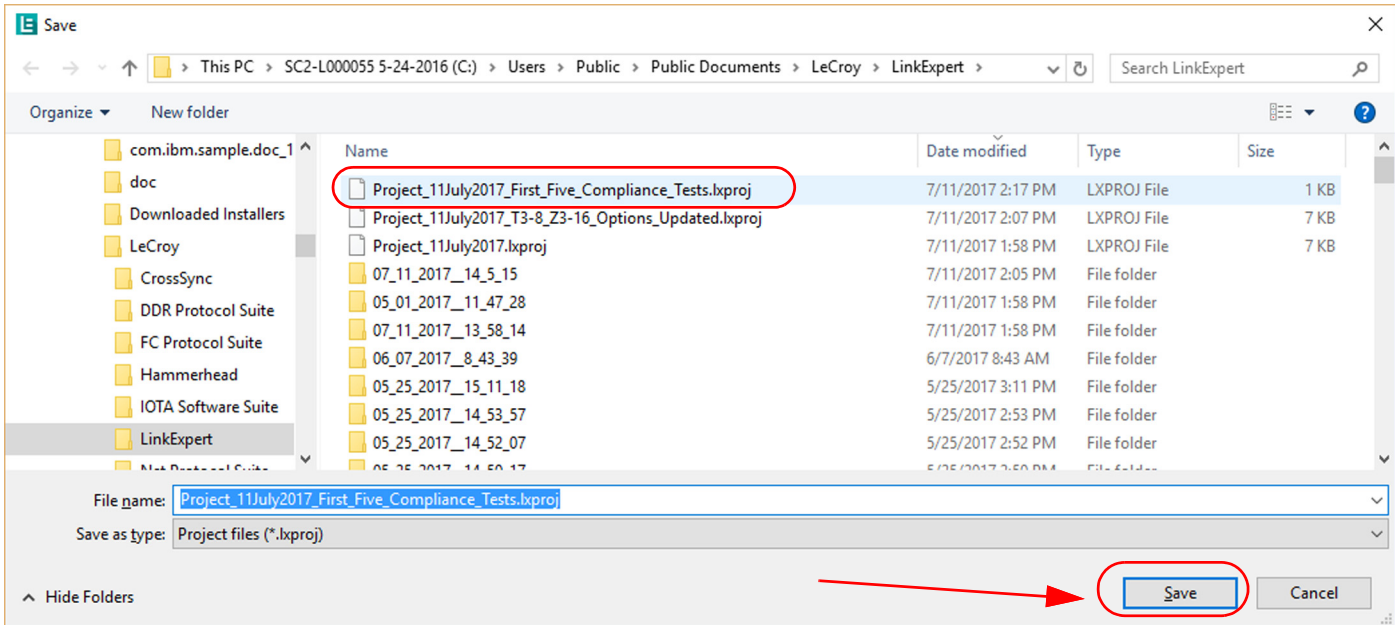 Save
This PC > SC2-L000055 5-24-2016 (C:) > Users > Public > Public Documents > LeCroy > LinkExpert >
Search LinkExpert
Organize
New folder
com.ibm.sample.doc_1
doc
Downloaded Installers
LeCroy
CrossSync
DDR Protocol Suite
FC Protocol Suite
Hammerhead
IOTA Software Suite
LinkExpert
Name Date modified Type Size
Project_11July2017_First_Five_Compliance_Tests.lxproj 7/11/2017 2:17 PM LXPROJ File 1 KB
Project_11July2017_T3-8_Z3-16_Options_Updated.lxproj 7/11/2017 2:07 PM LXPROJ File 7 KB
Project_11July2017.lxproj 7/11/2017 1:58 PM LXPROJ File 7 KB
07_11_2017__14_5_15 7/11/2017 2:05 PM File folder
05_01_2017__11_47_28 7/11/2017 1:58 PM File folder
07_11_2017__13_58_14 7/11/2017 1:58 PM File folder
06_07_2017__8_43_39 6/7/2017 8:43 AM File folder
05_25_2017__15_11_18 5/25/2017 3:11 PM File folder
05_25_2017__14_53_57 5/25/2017 2:53 PM File folder
05_25_2017__14_52_07 5/25/2017 2:52 PM File folder
File name: Project_11July2017_First_Five_Compliance_Tests.lxproj
Save as type: Project files (*.lxproj)
Hide Folders
Save
Cancel